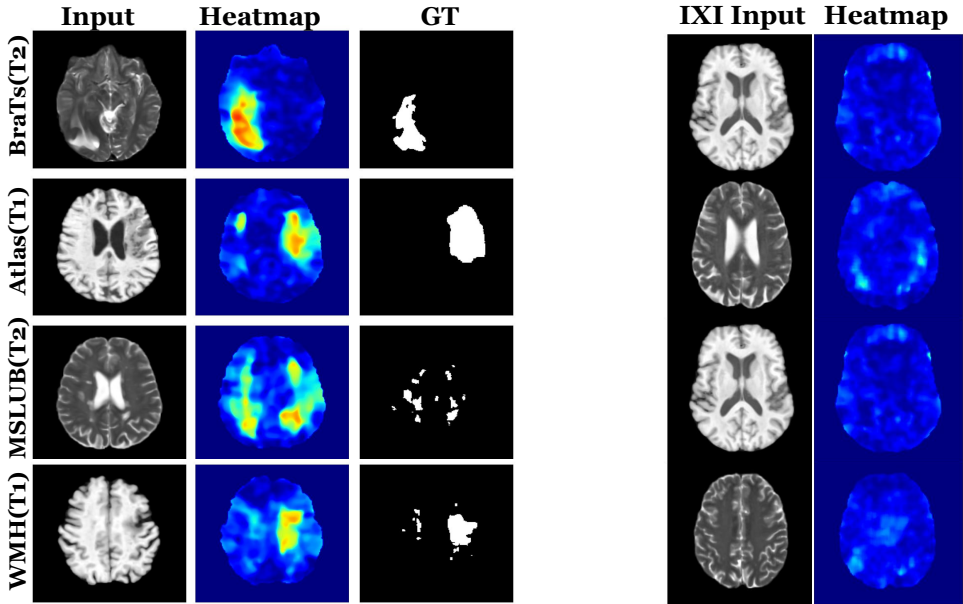 Input Heatmap GT
IXI Input Heatmap
BraTs(T2)
Atlas(T1)
MSLUB(T2)
WMH(T1)